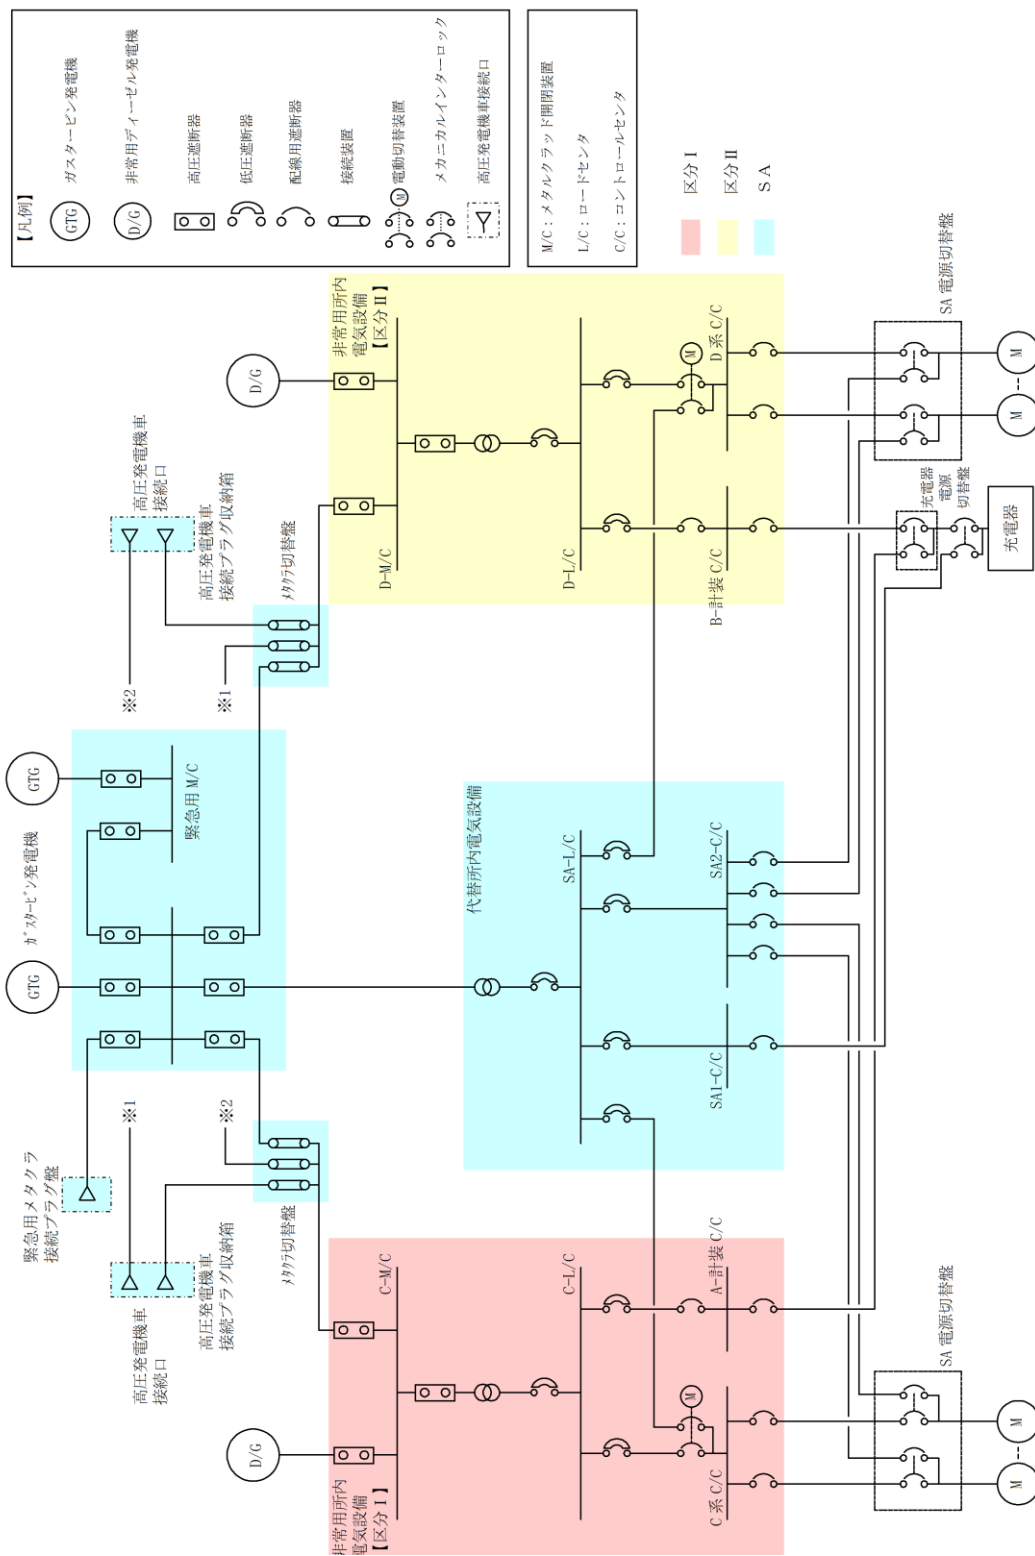 【凡例】
GTG
ガスタービン発電機
D/G
非常用ディーゼル発電機
高圧遮断器
低圧遮断器
配線用遮断器
接続装置
M
電動切替装置
メカニカルインターロック
高圧発電機車接続口
M/C：メタルクラッド開閉装置
L/C：ロードセンタ
C/C：コントロールセンタ
区分Ⅰ
区分Ⅱ
ＳＡ
緊急用メタクラ
接続プラグ盤
GTG
ｶﾞｽﾀｰﾋﾞﾝ発電機
GTG
緊急用 M/C
高圧発電機車
接続口
※1
高圧発電機車
接続プラグ収納箱
※2
ﾒﾀｸﾗ切替盤
高圧発電機車
接続口
※2
高圧発電機車
接続プラグ収納箱
※1
ﾒﾀｸﾗ切替盤
D/G
非常用所内
電気設備
【区分Ⅰ】
C-M/C
C-L/C
M
C系 C/C
A-計装 C/C
代替所内電気設備
SA-L/C
SA1-C/C
SA2-C/C
D/G
非常用所内
電気設備
【区分Ⅱ】
D-M/C
D-L/C
M
B-計装 C/C
D系 C/C
SA 電源切替盤
M
M
充電器
電源
切替盤
充電器
SA 電源切替盤
M
M